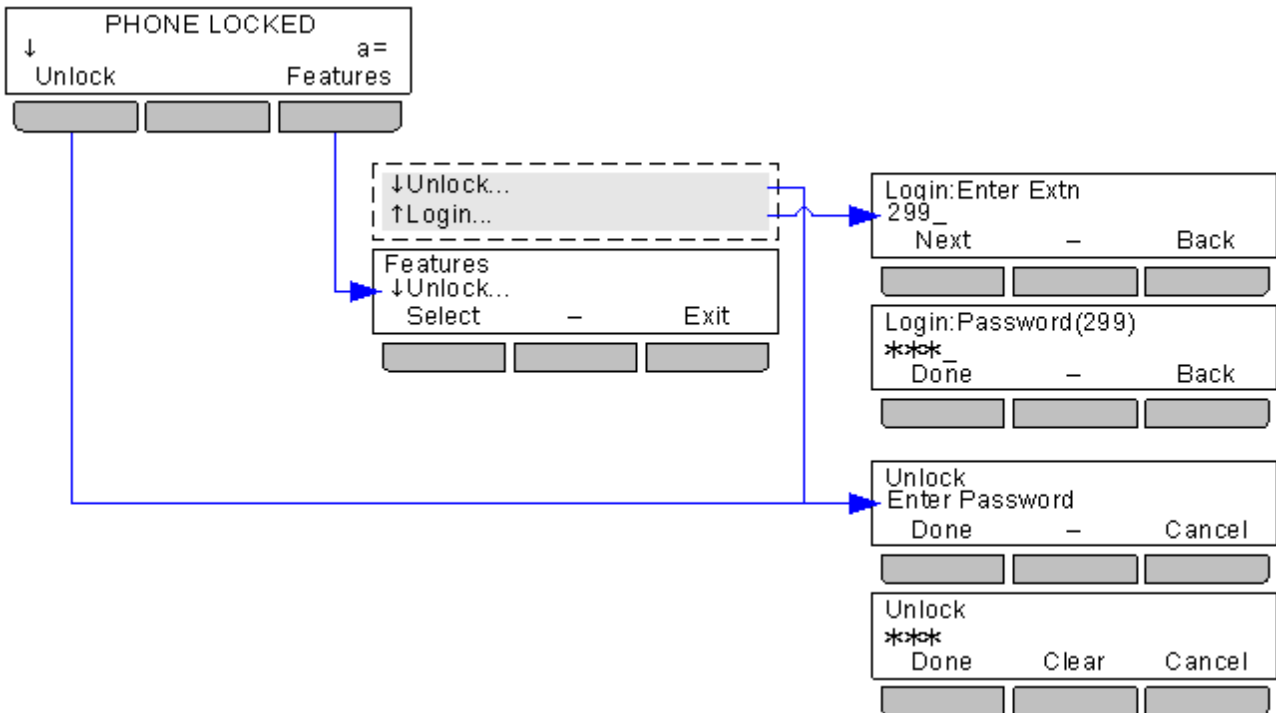 PHONE LOCKED
↓ a=
Unlock Features
↓Unlock...
↑Login...
Features
↓Unlock...
Select – Exit
Login:Enter Extn
299_
Next – Back
Login:Password(299)
***_
Done – Back
Unlock
Enter Password
Done – Cancel
Unlock
***
Done Clear Cancel